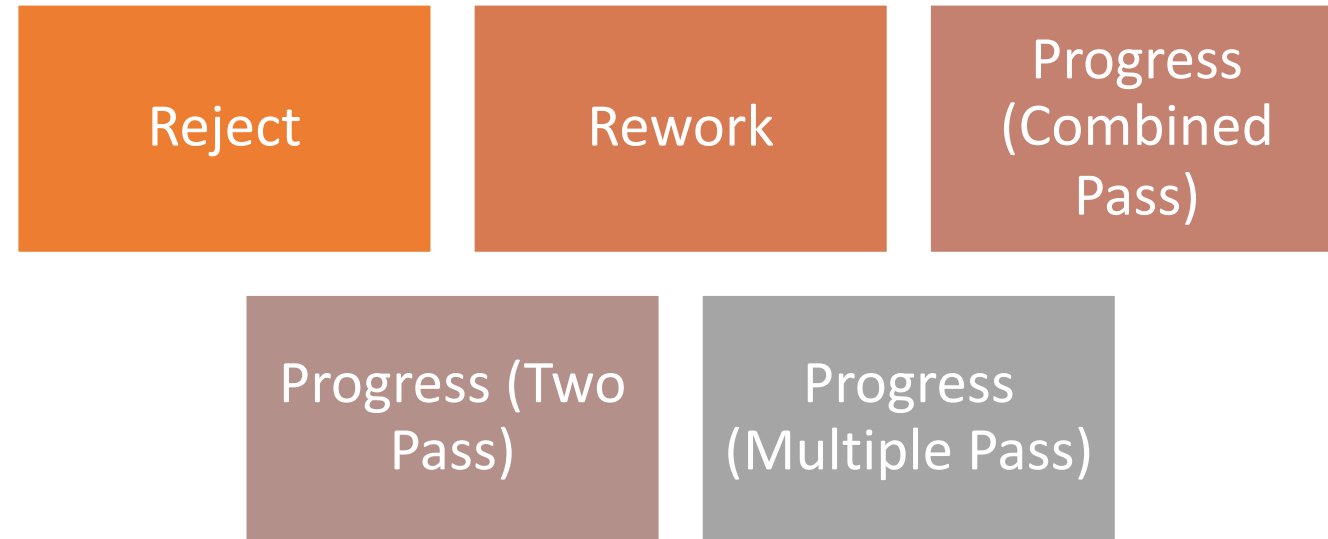 Reject
Rework
Progress
(Combined
Pass)
Progress (Two
Pass)
Progress
(Multiple Pass)